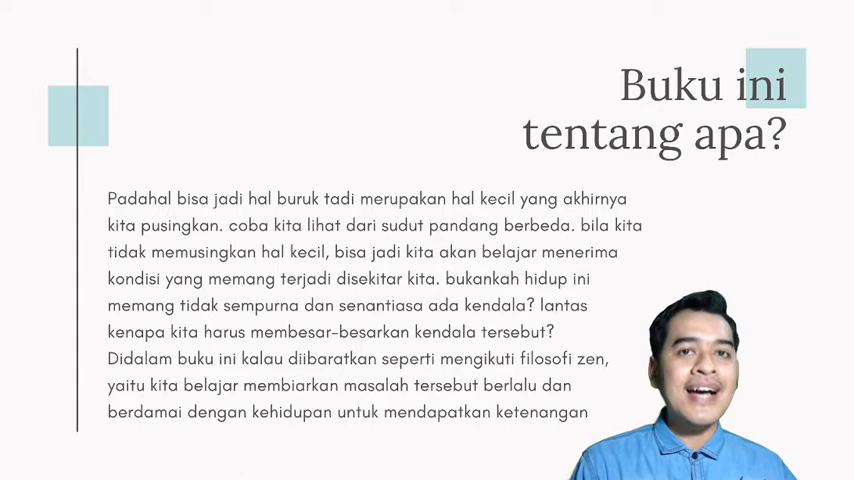 Buku ini
tentang apa?
Padahal bisa jadi hal buruk tadi merupakan hal kecil yang akhirnya
kita pusingkan. coba kita lihat dari sudut pandang berbeda. bila kita
tidak memusingkan hal kecil, bisa jadi kita akan belajar menerima
kondisi yang memang terjadi disekitar kita. bukankah hidup ini
memang tidak sempurna dan senantiasa ada kendala? lantas
kenapa kita harus membesar-besarkan kendala tersebut?
Didalam buku ini kalau diibaratkan seperti mengikuti filosofi zen,
yaitu kita belajar membiarkan masalah tersebut berlalu dan
berdamai dengan kehidupan untuk mendapatkan ketenangan